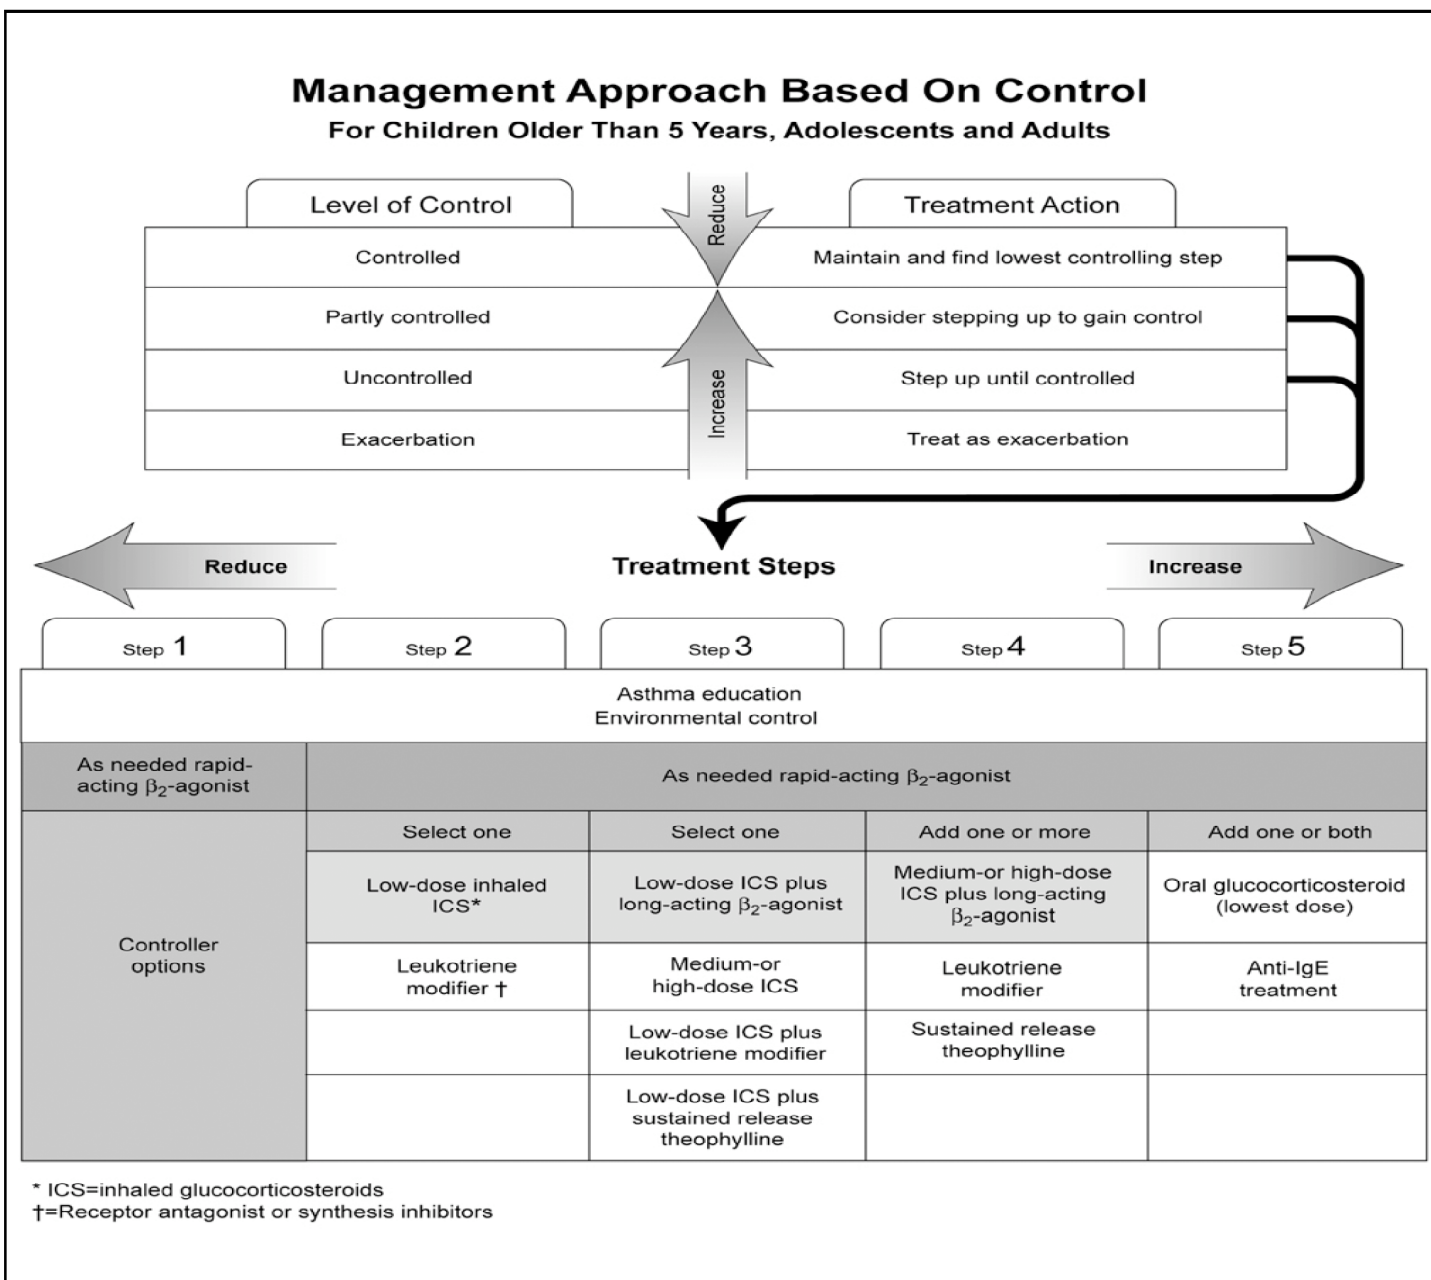 Management Approach Based On Control
For Children Older Than 5 Years, Adolescents and Adults
Level of Control
Reduce
Treatment Action
Controlled
Maintain and find lowest controlling step
Partly controlled
Consider stepping up to gain control
Uncontrolled
Increase
Step up until controlled
Exacerbation
Treat as exacerbation
Reduce
Treatment Steps
Increase
Step 1
Step 2
Step 3
Step 4
Step 5
Asthma education
Environmental control
As needed rapid-
acting β2-agonist
As needed rapid-acting β2-agonist
Controller
options
Select one
Select one
Add one or more
Add one or both
Low-dose inhaled
ICS*
Low-dose ICS plus
long-acting β2-agonist
Medium-or high-dose
ICS plus long-acting
β2-agonist
Oral glucocorticosteroid
(lowest dose)
Leukotriene
modifier †
Medium-or
high-dose ICS
Leukotriene
modifier
Anti-IgE
treatment
Low-dose ICS plus
leukotriene modifier
Sustained release
theophylline
Low-dose ICS plus
sustained release
theophylline
* ICS=inhaled glucocorticosteroids
†=Receptor antagonist or synthesis inhibitors